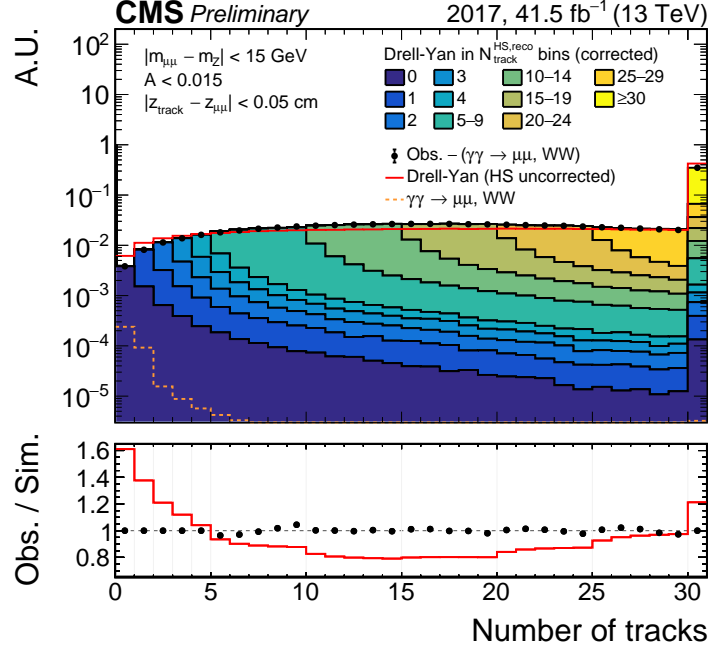 CMS Preliminary
2017, 41.5 fb⁻¹ (13 TeV)
A.U.
10²
10
1
10⁻¹
10⁻²
10⁻³
10⁻⁴
10⁻⁵
|m_μμ − m_Z| < 15 GeV
A < 0.015
|z_track − z_μμ| < 0.05 cm
Drell-Yan in N_track^HS,reco bins (corrected)
0 3 10–14 25–29
1 4 15–19 ≥30
2 5–9 20–24
Obs. – (γγ → μμ, WW)
Drell-Yan (HS uncorrected)
γγ → μμ, WW
Obs. / Sim.
1.6
1.4
1.2
1
0.8
0 5 10 15 20 25 30
Number of tracks